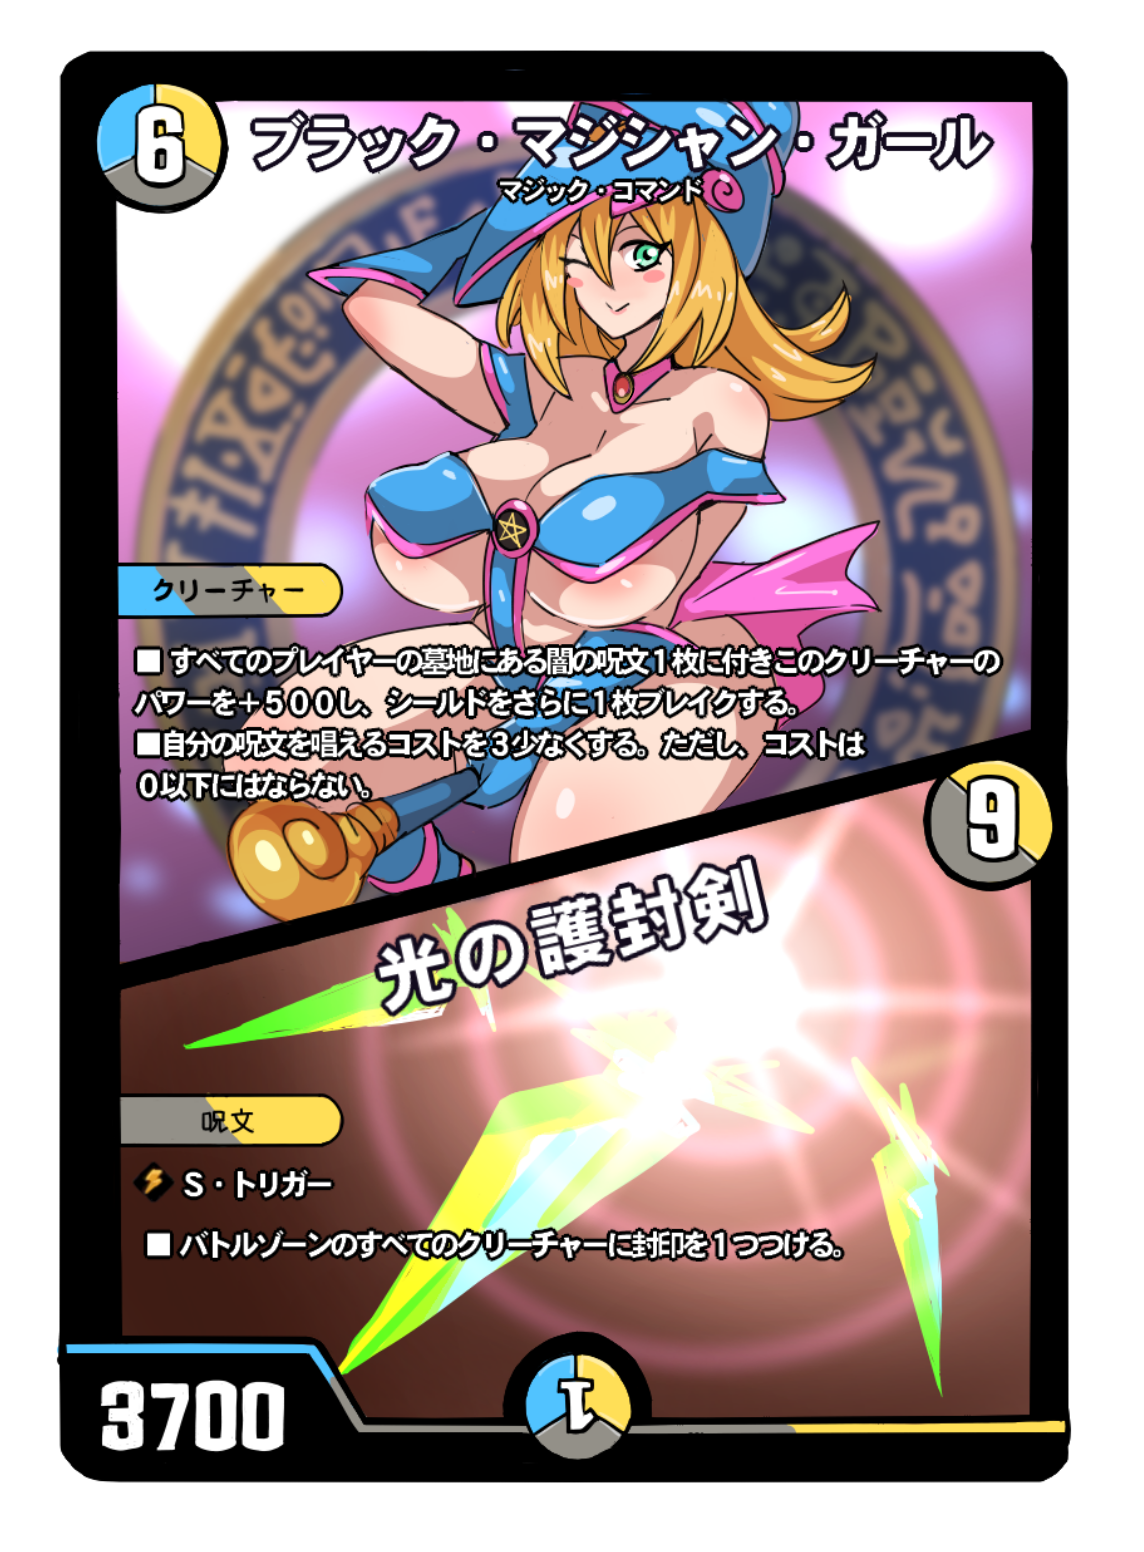 6
ブラック・マジシャン・ガール
マジック・コマンド
クリーチャー
■ すべてのプレイヤーの墓地にある闇の呪文1枚に付きこのクリーチャーの
パワーを+500し、シールドをさらに1枚ブレイクする。
■自分の呪文を唱えるコストを3少なくする。ただし、コストは
0以下にはならない。
9
光の護封剣
呪文
S・トリガー
■ バトルゾーンのすべてのクリーチャーに封印を1つつける。
3700
1